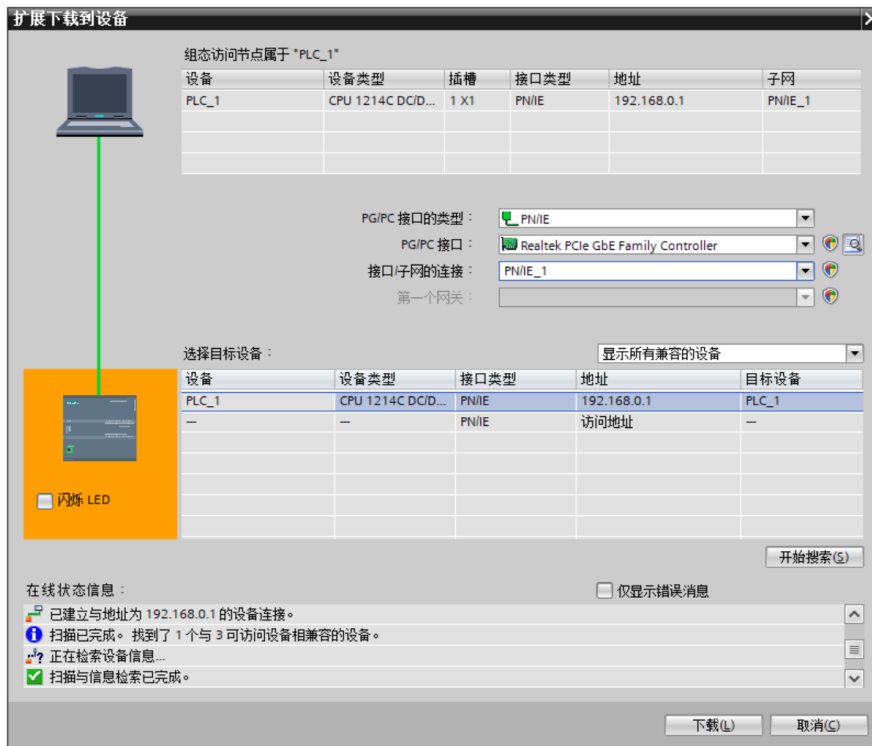 扩展下载到设备
组态访问节点属于 "PLC_1"
设备 设备类型 插槽 接口类型 地址 子网
PLC_1 CPU 1214C DC/D... 1 X1 PN/IE 192.168.0.1 PN/IE_1
PG/PC 接口的类型： PN/IE
PG/PC 接口： Realtek PCIe GbE Family Controller
接口/子网的连接： PN/IE_1
第一个网关：
选择目标设备： 显示所有兼容的设备
设备 设备类型 接口类型 地址 目标设备
PLC_1 CPU 1214C DC/D... PN/IE 192.168.0.1 PLC_1
— — PN/IE 访问地址 —
闪烁 LED
开始搜索(S)
在线状态信息： 仅显示错误消息
已建立与地址为 192.168.0.1 的设备连接。
扫描已完成。 找到了 1 个与 3 可访问设备相兼容的设备。
正在检索设备信息...
扫描与信息检索已完成。
下载(L) 取消(C)